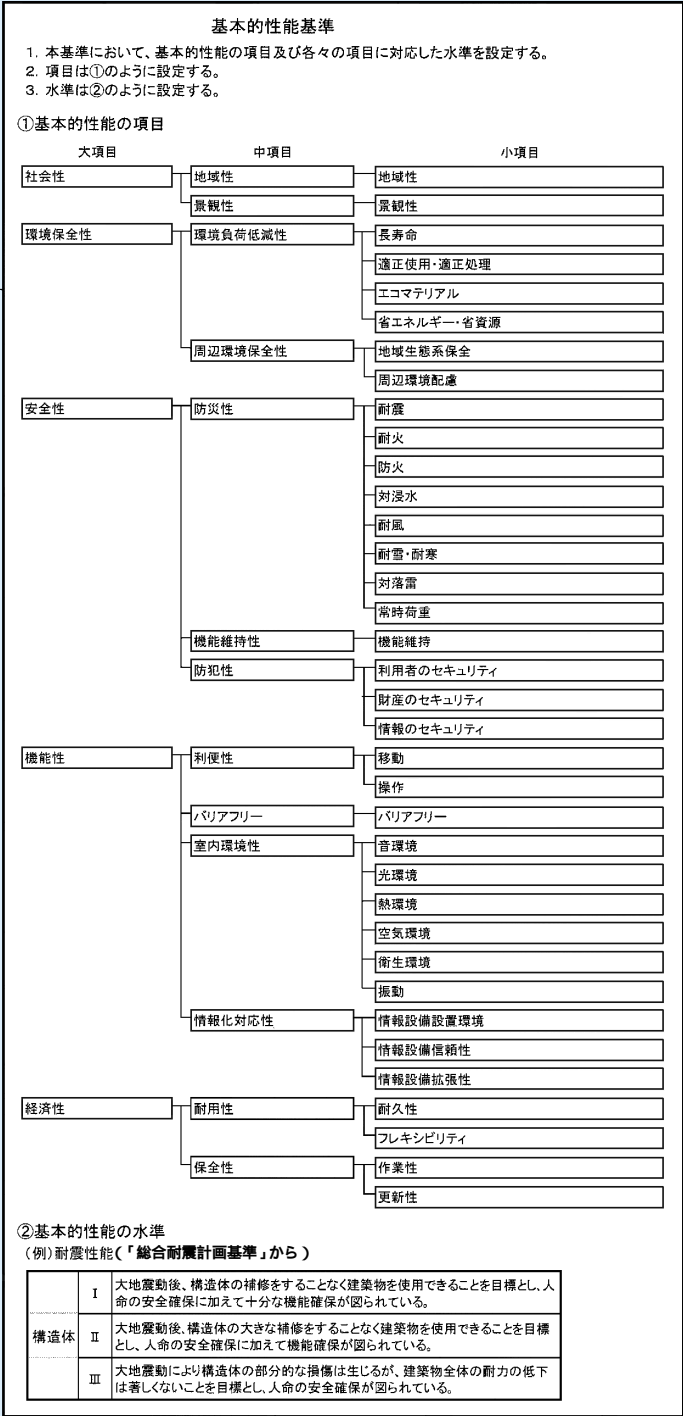 基本的性能基準
1. 本基準において、基本的性能の項目及び各々の項目に対応した水準を設定する。
2. 項目は①のように設定する。
3. 水準は②のように設定する。
①基本的性能の項目
大項目 中項目 小項目
社会性 地域性 地域性
景観性 景観性
環境保全性 環境負荷低減性 長寿命
適正使用・適正処理
エコマテリアル
省エネルギー・省資源
周辺環境保全性 地域生態系保全
周辺環境配慮
安全性 防災性 耐震
耐火
防火
対浸水
耐風
耐雪・耐寒
対落雷
常時荷重
機能維持性 機能維持
防犯性 利用者のセキュリティ
財産のセキュリティ
情報のセキュリティ
機能性 利便性 移動
操作
バリアフリー バリアフリー
室内環境性 音環境
光環境
熱環境
空気環境
衛生環境
振動
情報化対応性 情報設備設置環境
情報設備信頼性
情報設備拡張性
経済性 耐用性 耐久性
フレキシビリティ
保全性 作業性
更新性
②基本的性能の水準
(例)耐震性能(「総合耐震計画基準」から)
構造体
Ⅰ 大地震動後、構造体の補修をすることなく建築物を使用できることを目標とし、人
命の安全確保に加えて十分な機能確保が図られている。
Ⅱ 大地震動後、構造体の大きな補修をすることなく建築物を使用できることを目標
とし、人命の安全確保に加えて機能確保が図られている。
Ⅲ 大地震動により構造体の部分的な損傷は生じるが、建築物全体の耐力の低下
は著しくないことを目標とし、人命の安全確保が図られている。